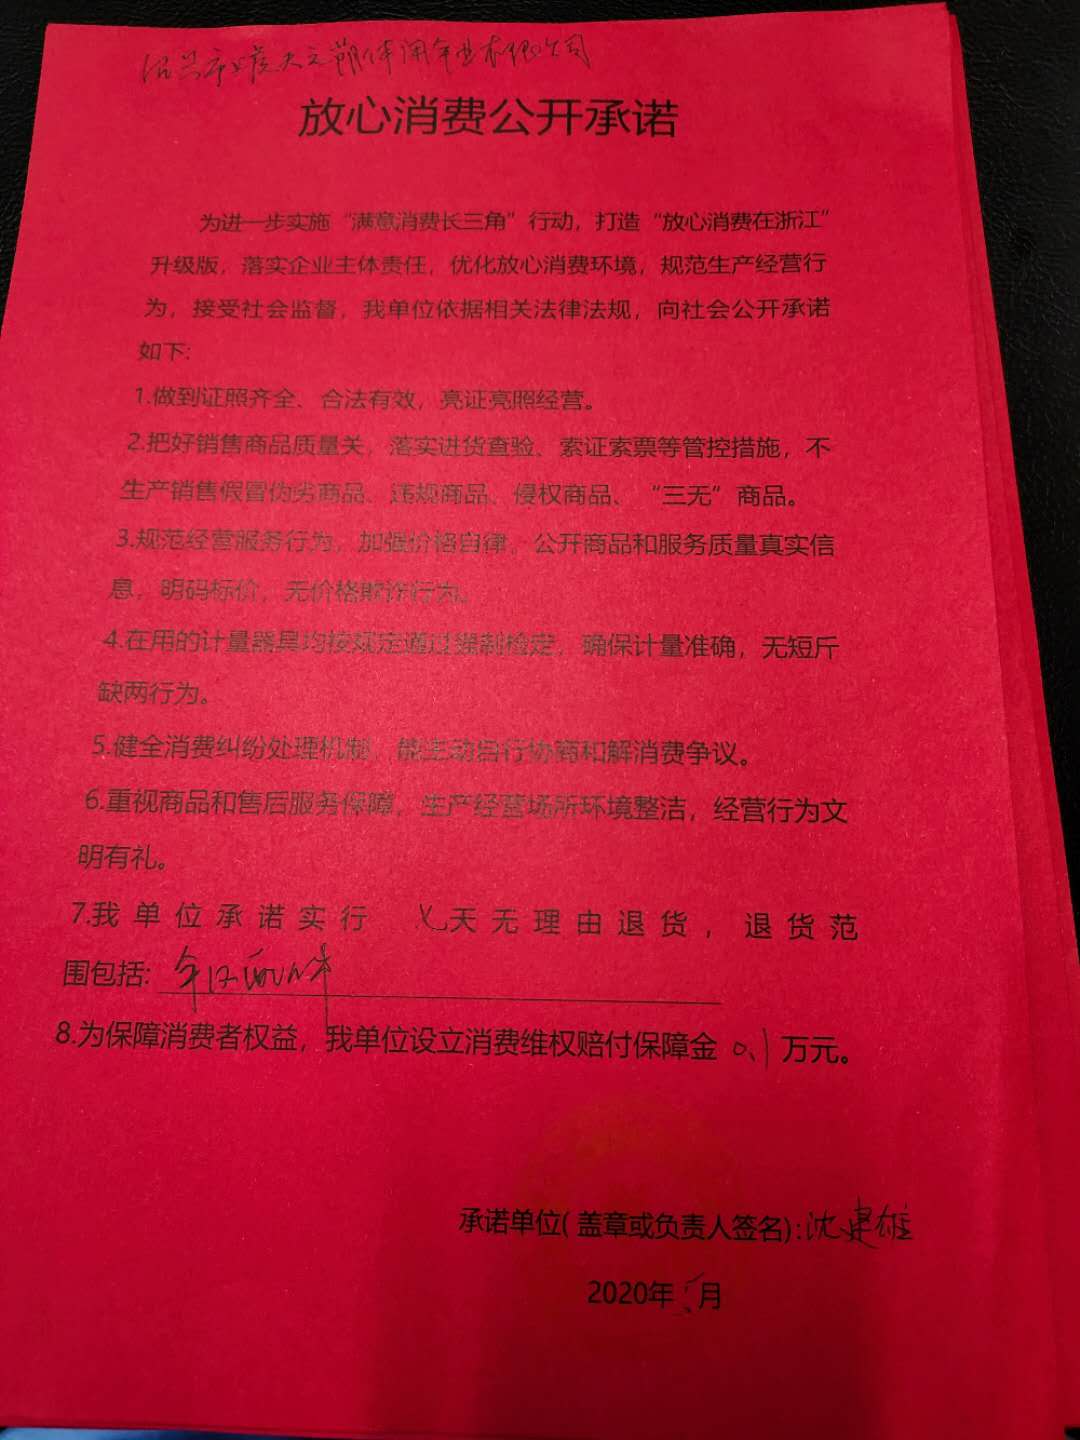 放心消费公开承诺
为进一步实施“满意消费长三角”行动，打造“放心消费在浙江”
升级版，落实企业主体责任，优化放心消费环境，规范生产经营行
为，接受社会监督，我单位依据相关法律法规，向社会公开承诺
如下：
1.做到证照齐全、合法有效，亮证亮照经营。
2.把好销售商品质量关，落实进货查验、索证索票等管控措施，不
生产销售假冒伪劣商品、违规商品、侵权商品、“三无”商品。
3.规范经营服务行为，加强价格自律，公开商品和服务质量真实信
息，明码标价，无价格欺诈行为。
4.在用的计量器具均按规定通过强制检定，确保计量准确，无短斤
缺两行为。
5.健全消费纠纷处理机制，能主动自行协商和解消费争议。
6.重视商品和售后服务保障，生产经营场所环境整洁，经营行为文
明有礼。
7.我单位承诺实行 七天无理由退货，退货范
围包括:
8.为保障消费者权益，我单位设立消费维权赔付保障金 0.1 万元。
承诺单位(盖章或负责人签名):沈建雄
2020年5月